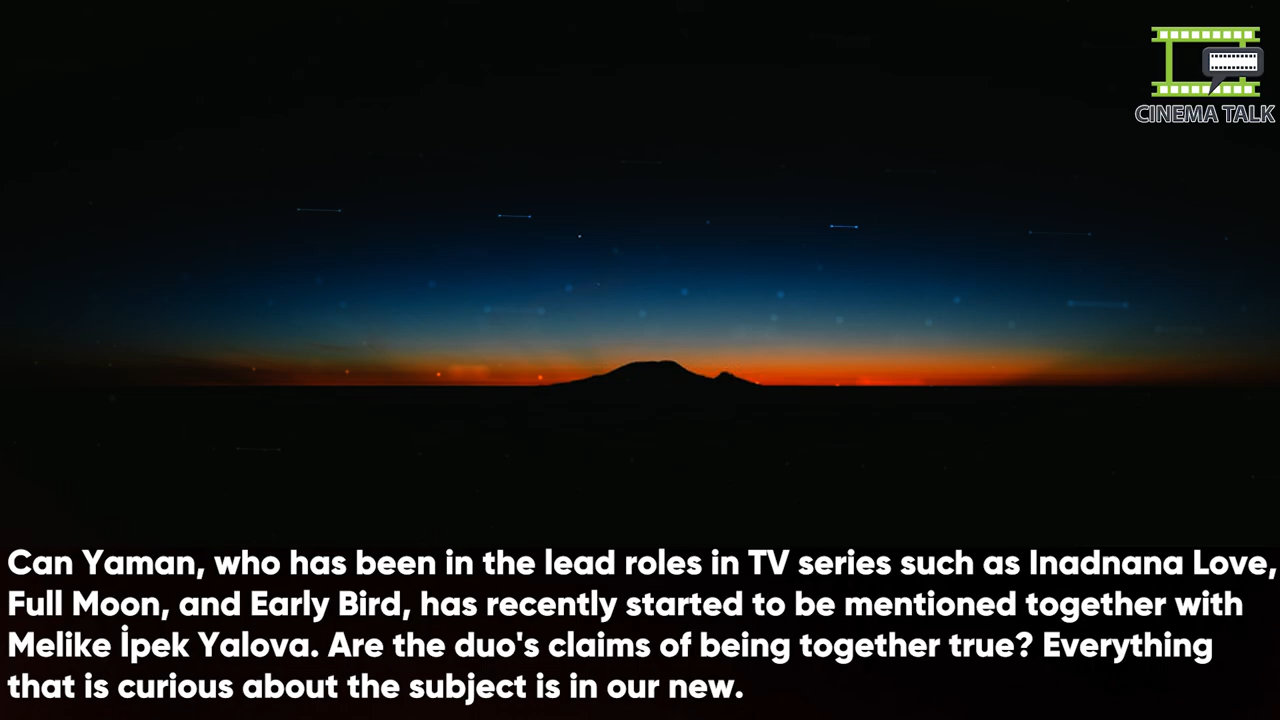 CINEMA TALK
Can Yaman, who has been in the lead roles in TV series such as Inadnana Love,
Full Moon, and Early Bird, has recently started to be mentioned together with
Melike İpek Yalova. Are the duo's claims of being together true? Everything
that is curious about the subject is in our new.